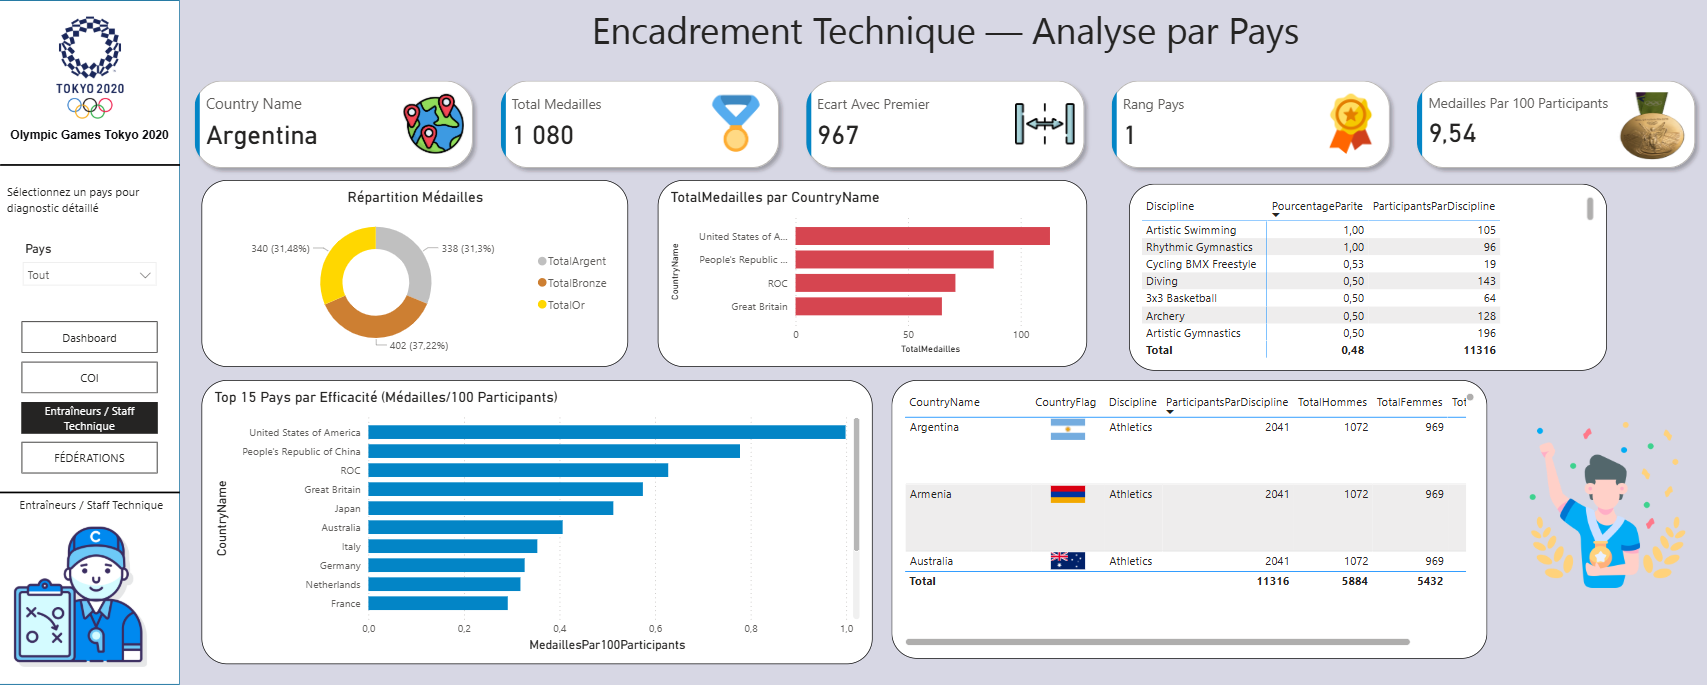 TOKYO 2020
Olympic Games Tokyo 2020
Sélectionnez un pays pour
diagnostic détaillé
Pays
Tout
Dashboard
COI
Entraîneurs / Staff
Technique
FÉDÉRATIONS
Entraîneurs / Staff Technique
C
Encadrement Technique — Analyse par Pays
Country Name
Argentina
Total Medailles
1 080
Ecart Avec Premier
967
Rang Pays
1
Medailles Par 100 Participants
9,54
Répartition Médailles
340 (31,48%)
338 (31,3%)
402 (37,22%)
TotalArgent
TotalBronze
TotalOr
TotalMedailles par CountryName
CountryName
United States of A...
People's Republic ...
ROC
Great Britain
0 50 100
TotalMedailles
Discipline PourcentageParite ParticipantsParDiscipline
Artistic Swimming 1,00 105
Rhythmic Gymnastics 1,00 96
Cycling BMX Freestyle 0,53 19
Diving 0,50 143
3x3 Basketball 0,50 64
Archery 0,50 128
Artistic Gymnastics 0,50 196
Total 0,48 11316
Top 15 Pays par Efficacité (Médailles/100 Participants)
CountryName
United States of America
People's Republic of China
ROC
Great Britain
Japan
Australia
Italy
Germany
Netherlands
France
0,0 0,2 0,4 0,6 0,8 1,0
MedaillesPar100Participants
CountryName CountryFlag Discipline ParticipantsParDiscipline TotalHommes TotalFemmes Tot
Argentina Athletics 2041 1072 969
Armenia Athletics 2041 1072 969
Australia Athletics 2041 1072 969
Total 11316 5884 5432